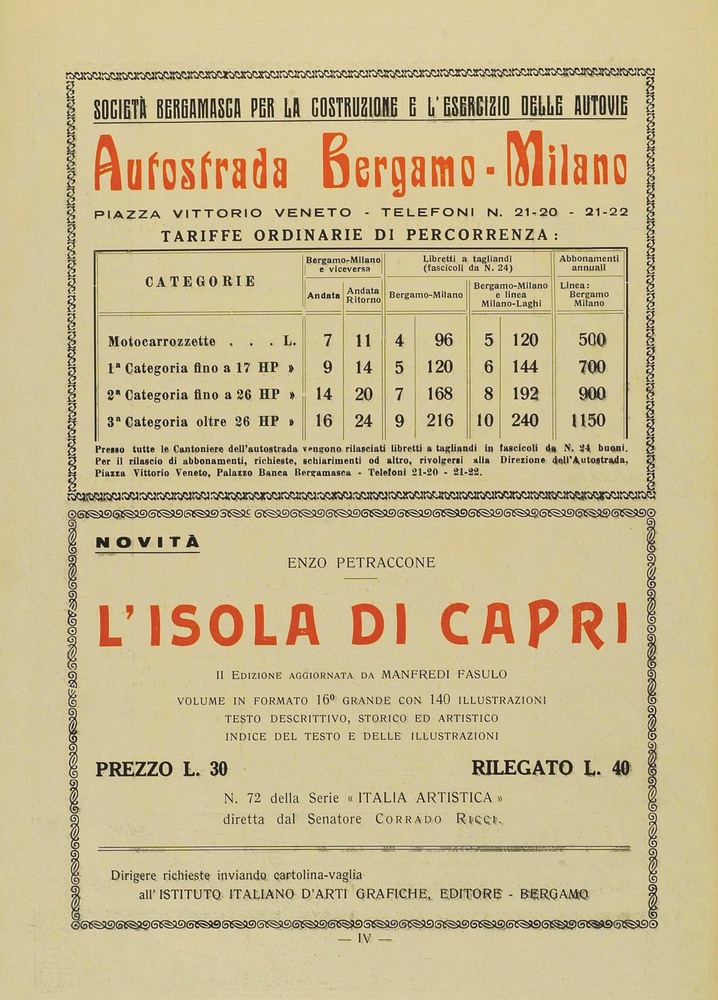 SOCIETÀ BERGAMASCA PER LA COSTRUZIONE E L'ESERCIZIO DELLE AUTOVIE
Autostrada Bergamo - Milano
PIAZZA VITTORIO VENETO - TELEFONI N. 21-20 - 21-22
TARIFFE ORDINARIE DI PERCORRENZA :
CATEGORIE
Bergamo-Milano e viceversa
Libretti a tagliandi (fascicoli da N. 24)
Abbonamenti annuali
Andata
Andata Ritorno
Bergamo-Milano
Bergamo-Milano e linea Milano-Laghi
Linea: Bergamo Milano
Motocarrozzette . . . L. 7 11 4 96 5 120 500
1ª Categoria fino a 17 HP » 9 14 5 120 6 144 700
2ª Categoria fino a 26 HP » 14 20 7 168 8 192 900
3ª Categoria oltre 26 HP » 16 24 9 216 10 240 1150
Presso tutte le Cantoniere dell'autostrada vengono rilasciati libretti a tagliandi in fascicoli da N. 24 buoni.
Per il rilascio di abbonamenti, richieste, schiarimenti od altro, rivolgersi alla Direzione dell'Autostrada,
Piazza Vittorio Veneto, Palazzo Banca Bergamasca - Telefoni 21-20 - 21-22.
NOVITÀ
ENZO PETRACCONE
L'ISOLA DI CAPRI
II EDIZIONE AGGIORNATA DA MANFREDI FASULO
VOLUME IN FORMATO 16º GRANDE CON 140 ILLUSTRAZIONI
TESTO DESCRITTIVO, STORICO ED ARTISTICO
INDICE DEL TESTO E DELLE ILLUSTRAZIONI
PREZZO L. 30 RILEGATO L. 40
N. 72 della Serie « ITALIA ARTISTICA »
diretta dal Senatore CORRADO RICCI.
Dirigere richieste inviando cartolina-vaglia
all' ISTITUTO ITALIANO D'ARTI GRAFICHE, EDITORE - BERGAMO
— IV —